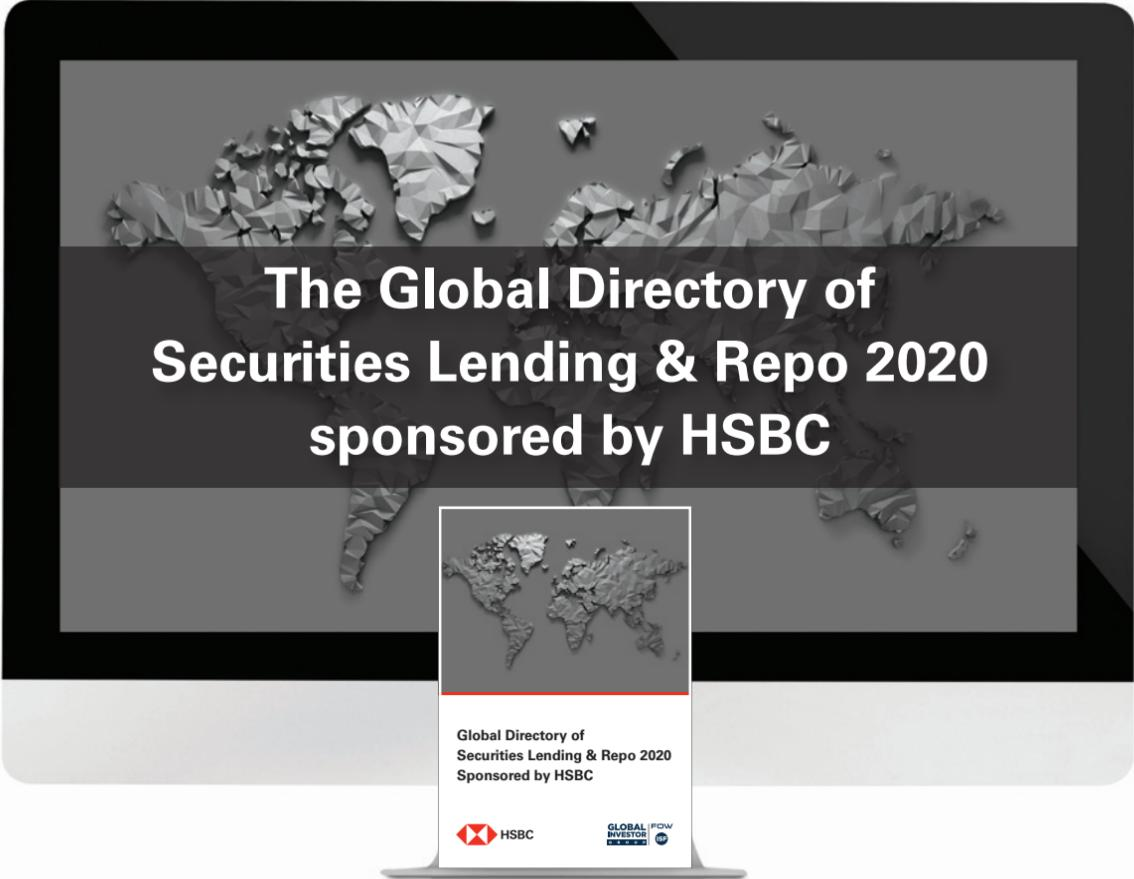 The Global Directory of
Securities Lending & Repo 2020
sponsored by HSBC
Global Directory of
Securities Lending & Repo 2020
Sponsored by HSBC
HSBC
GLOBAL
INVESTOR
GROUP
FOW
ISF